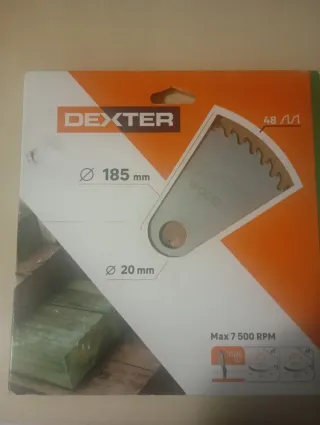 DEXTER
48
Ø 185 mm
Ø 20 mm
Max 7 500 RPM